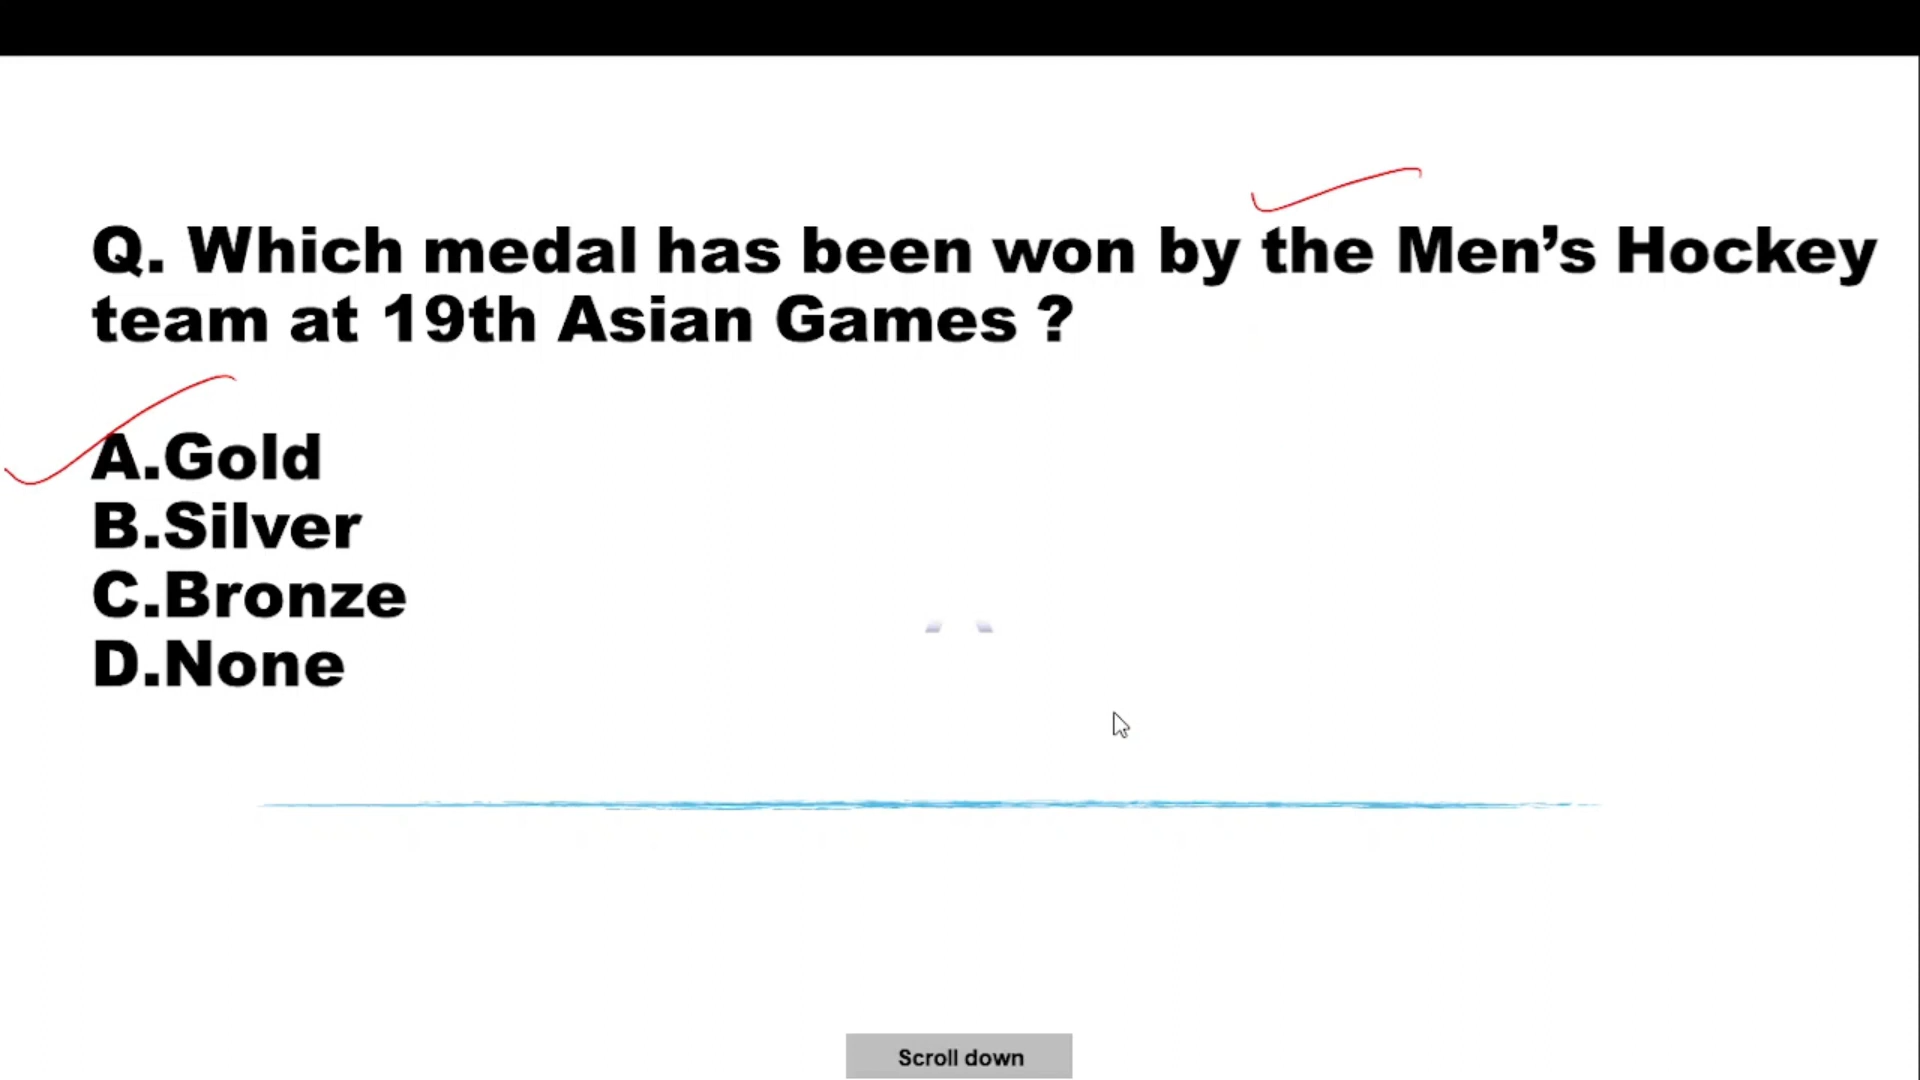 Q. Which medal has been won by the Men’s Hockey
team at 19th Asian Games ?
A.Gold
B.Silver
C.Bronze
D.None
Scroll down